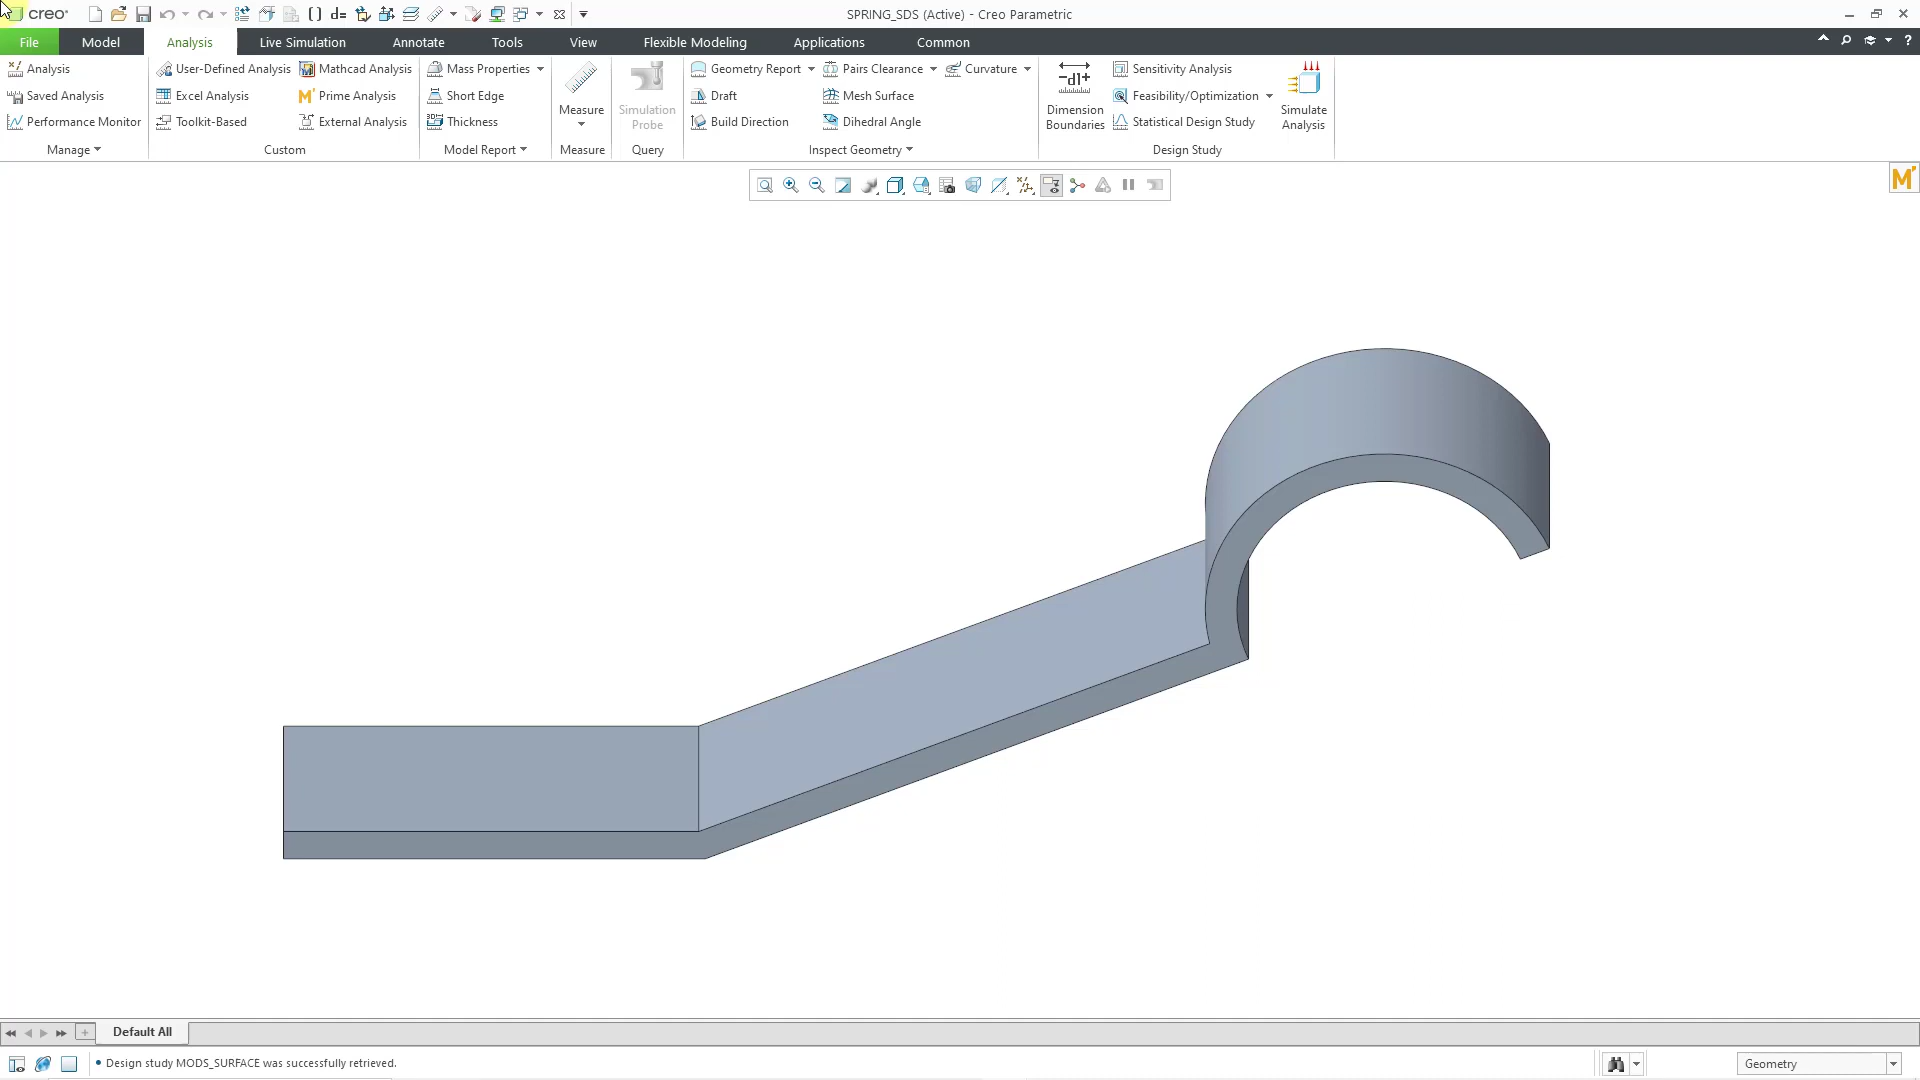 creo
SPRING_SDS (Active) - Creo Parametric
File Model Analysis Live Simulation Annotate Tools View Flexible Modeling Applications Common
Analysis
Saved Analysis
Performance Monitor
Manage
User-Defined Analysis
Excel Analysis
Toolkit-Based
Mathcad Analysis
Prime Analysis
External Analysis
Custom
Mass Properties
Short Edge
Thickness
Model Report
Measure
Measure
Simulation
Probe
Query
Geometry Report
Draft
Build Direction
Pairs Clearance
Mesh Surface
Dihedral Angle
Curvature
Inspect Geometry
Dimension
Boundaries
Sensitivity Analysis
Feasibility/Optimization
Statistical Design Study
Simulate
Analysis
Design Study
Default All
Design study MODS_SURFACE was successfully retrieved.
Geometry